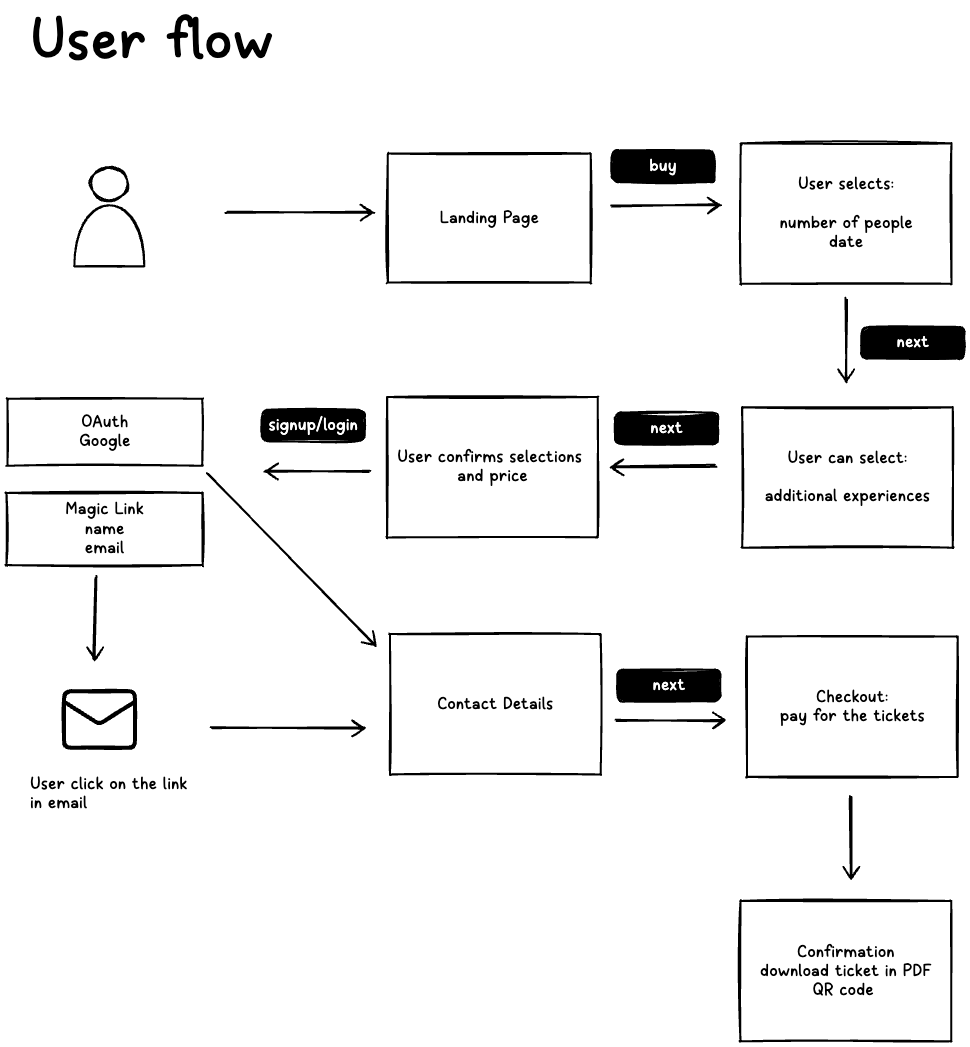 User flow
Landing Page
buy
User selects:
number of people
date
next
User can select:
additional experiences
next
User confirms selections
and price
signup/login
OAuth
Google
Magic Link
name
email
User click on the link
in email
Contact Details
next
Checkout:
pay for the tickets
Confirmation
download ticket in PDF
QR code